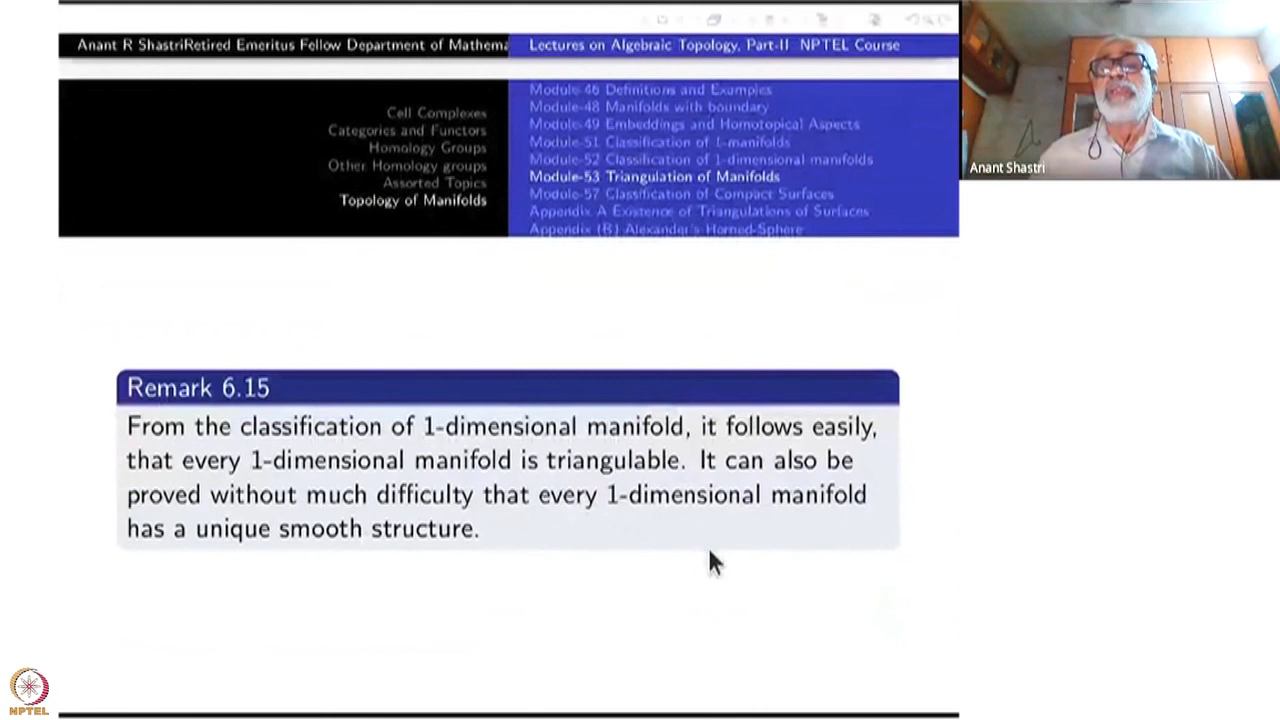 Anant R ShastriRetired Emeritus Fellow Department of Mathema
Lectures on Algebraic Topology, Part-II NPTEL Course
Cell Complexes
Categories and Functors
Homology Groups
Other Homology groups
Assorted Topics
Topology of Manifolds
Module-46 Definitions and Examples
Module-48 Manifolds with boundary
Module-49 Embeddings and Homotopical Aspects
Module-51 Classification of 1-manifolds
Module-52 Classification of 1-dimensional manifolds
Module-53 Triangulation of Manifolds
Module-57 Classification of Compact Surfaces
Appendix A Existence of Triangulations of Surfaces
Appendix (B) Alexander's Horned-Sphere
Anant Shastri
Remark 6.15
From the classification of 1-dimensional manifold, it follows easily,
that every 1-dimensional manifold is triangulable. It can also be
proved without much difficulty that every 1-dimensional manifold
has a unique smooth structure.
NPTEL